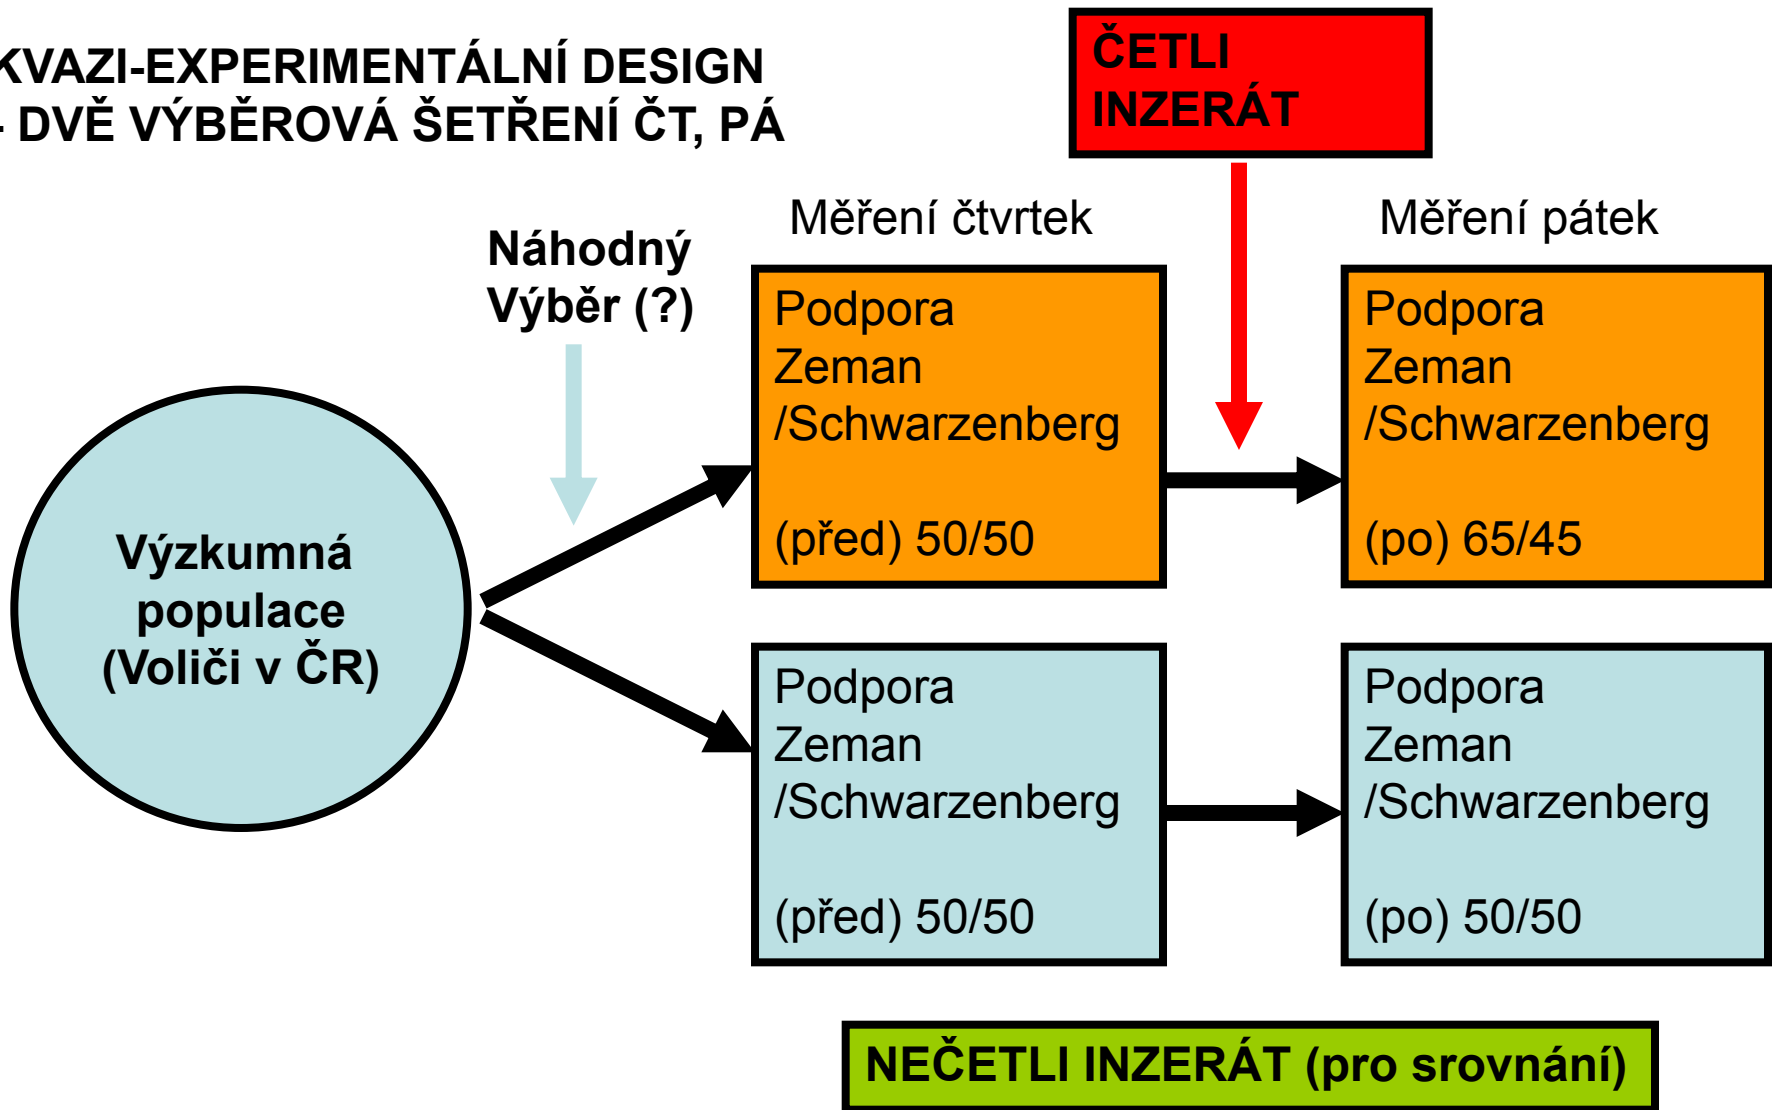 KVAZI-EXPERIMENTÁLNÍ DESIGN
- DVĚ VÝBĚROVÁ ŠETŘENÍ ČT, PÁ
ČETLI
INZERÁT
Náhodný
Výběr (?)
Měření čtvrtek
Měření pátek
Výzkumná
populace
(Voliči v ČR)
Podpora
Zeman
/Schwarzenberg
(před) 50/50
Podpora
Zeman
/Schwarzenberg
(po) 65/45
Podpora
Zeman
/Schwarzenberg
(před) 50/50
Podpora
Zeman
/Schwarzenberg
(po) 50/50
NEČETLI INZERÁT (pro srovnání)